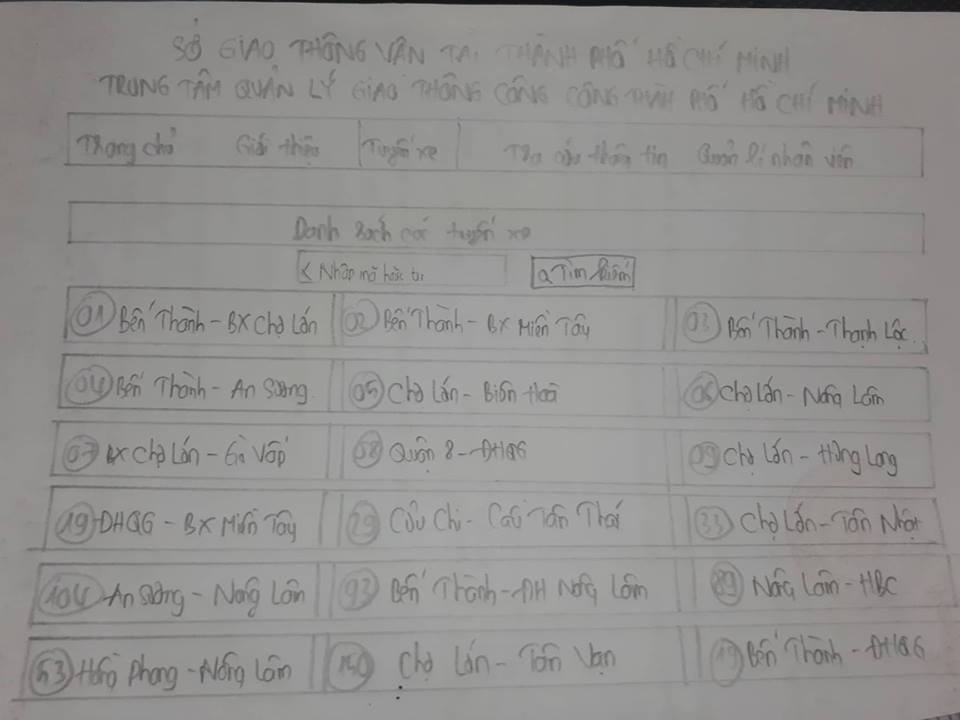 SỞ GIAO THÔNG VẬN TẢI THÀNH PHỐ HỒ CHÍ MINH
TRUNG TÂM QUẢN LÝ GIAO THÔNG CÔNG CỘNG THÀNH PHỐ HỒ CHÍ MINH
Trang chủ Giới thiệu Tuyến xe Tra cứu thông tin Quản lí nhân viên
Danh sách các tuyến xe
< Nhập mã hoặc từ Tìm kiếm
01 Bến Thành - BX Chợ Lớn 02 Bến Thành - BX Miền Tây 03 Bến Thành - Thạnh Lộc
04 Bến Thành - An Sương 05 Chợ Lớn - Biên Hoà 06 Chợ Lớn - Nông Lâm
07 BX Chợ Lớn - Gò Vấp 08 Quận 8 - ĐHQG 09 Chợ Lớn - Hưng Long
19 ĐHQG - BX Miền Tây 29 Củ Chi - Cầu Tân Thái 33 Chợ Lớn - Tân Nhật
104 An Sương - Nông Lâm 93 Bến Thành - ĐH Nông Lâm 89 Nông Lâm - HBC
53 Hồng Phong - Nông Lâm 150 Chợ Lớn - Tân Vạn 19 Bến Thành - ĐHQG